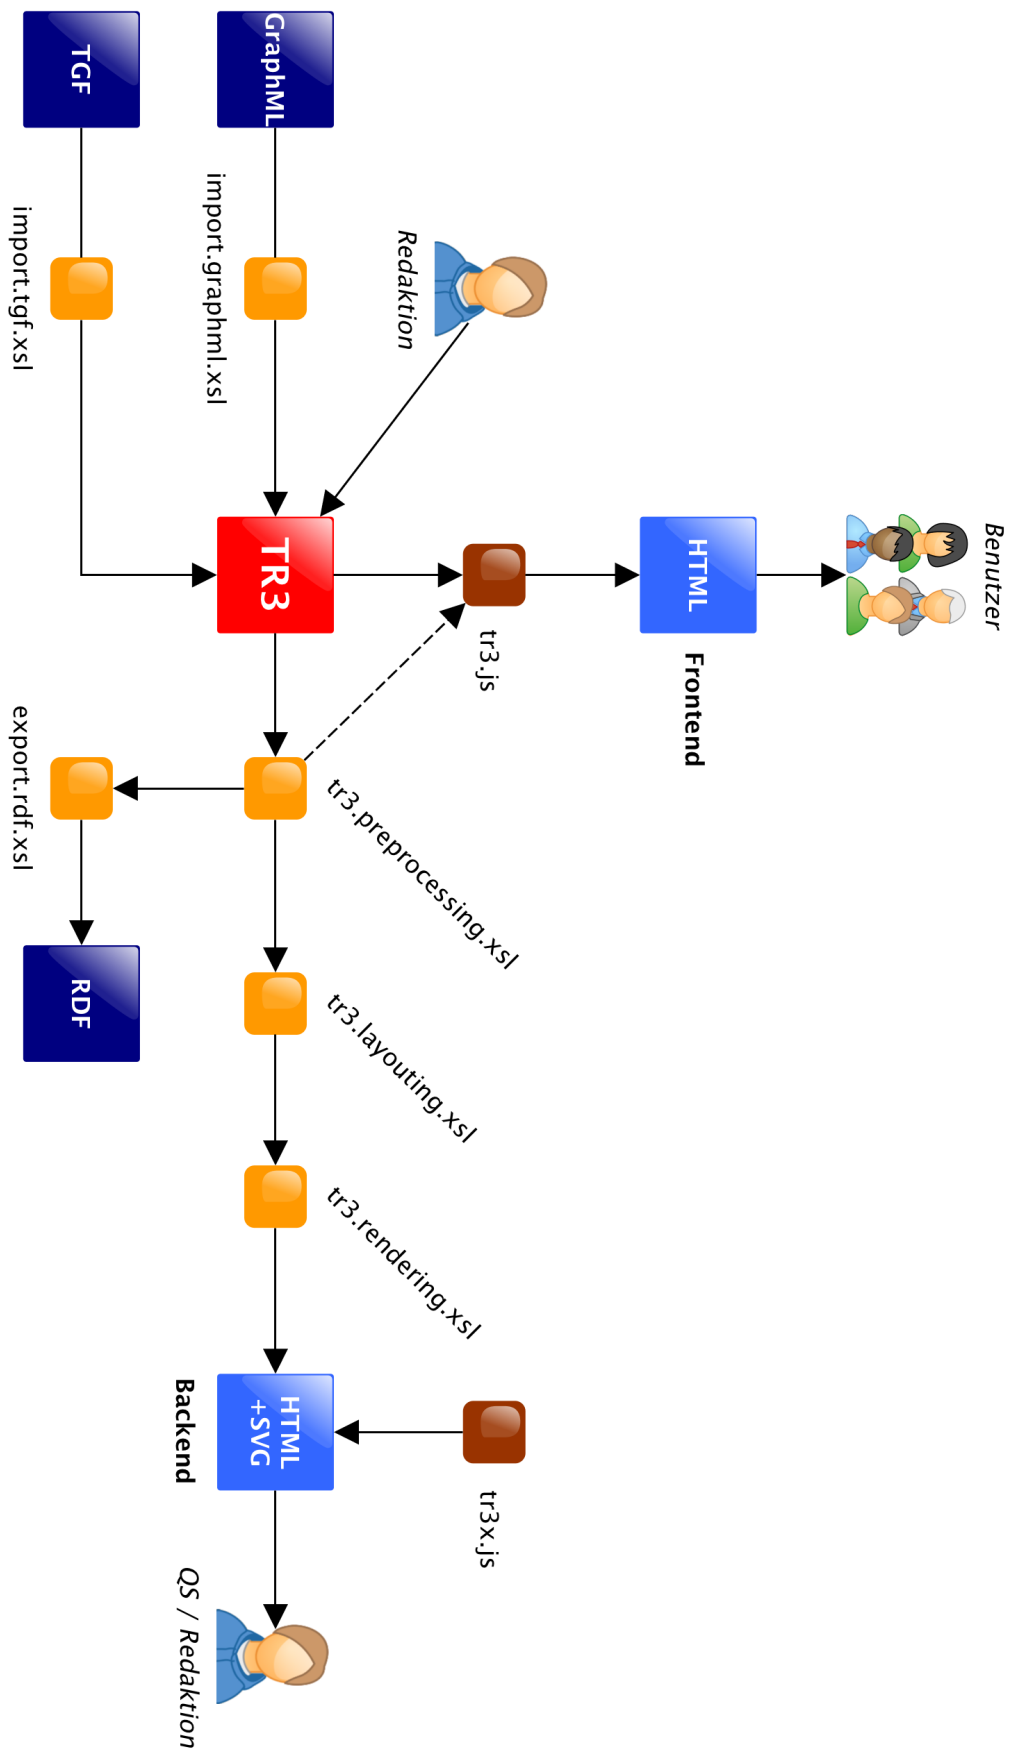 Benutzer
HTML
Frontend
Redaktion
tr3.js
tr3x.js
GraphML
import.graphml.xsl
TR3
tr3.preprocessing.xsl
tr3.layouting.xsl
tr3.rendering.xsl
HTML
+SVG
Backend
QS / Redaktion
TGF
import.tgf.xsl
export.rdf.xsl
RDF